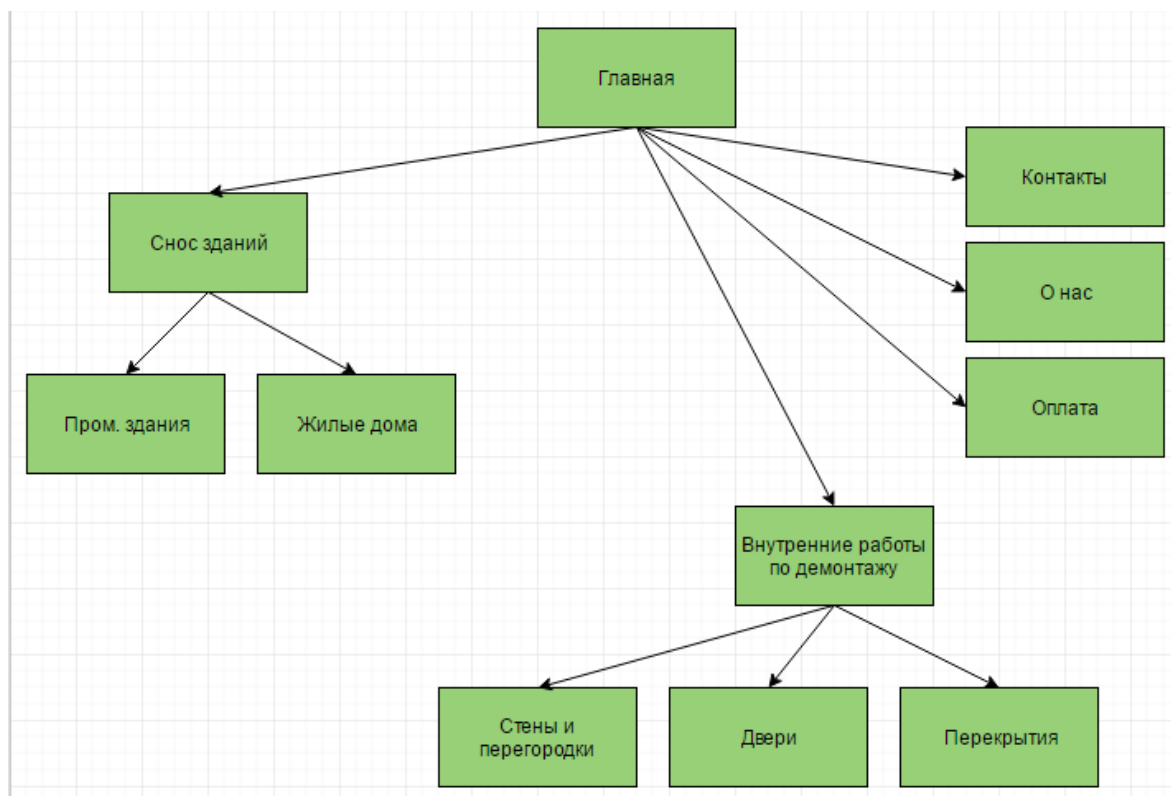 Главная
Контакты
Снос зданий
О нас
Оплата
Пром. здания
Жилые дома
Внутренние работы
по демонтажу
Стены и
перегородки
Двери
Перекрытия